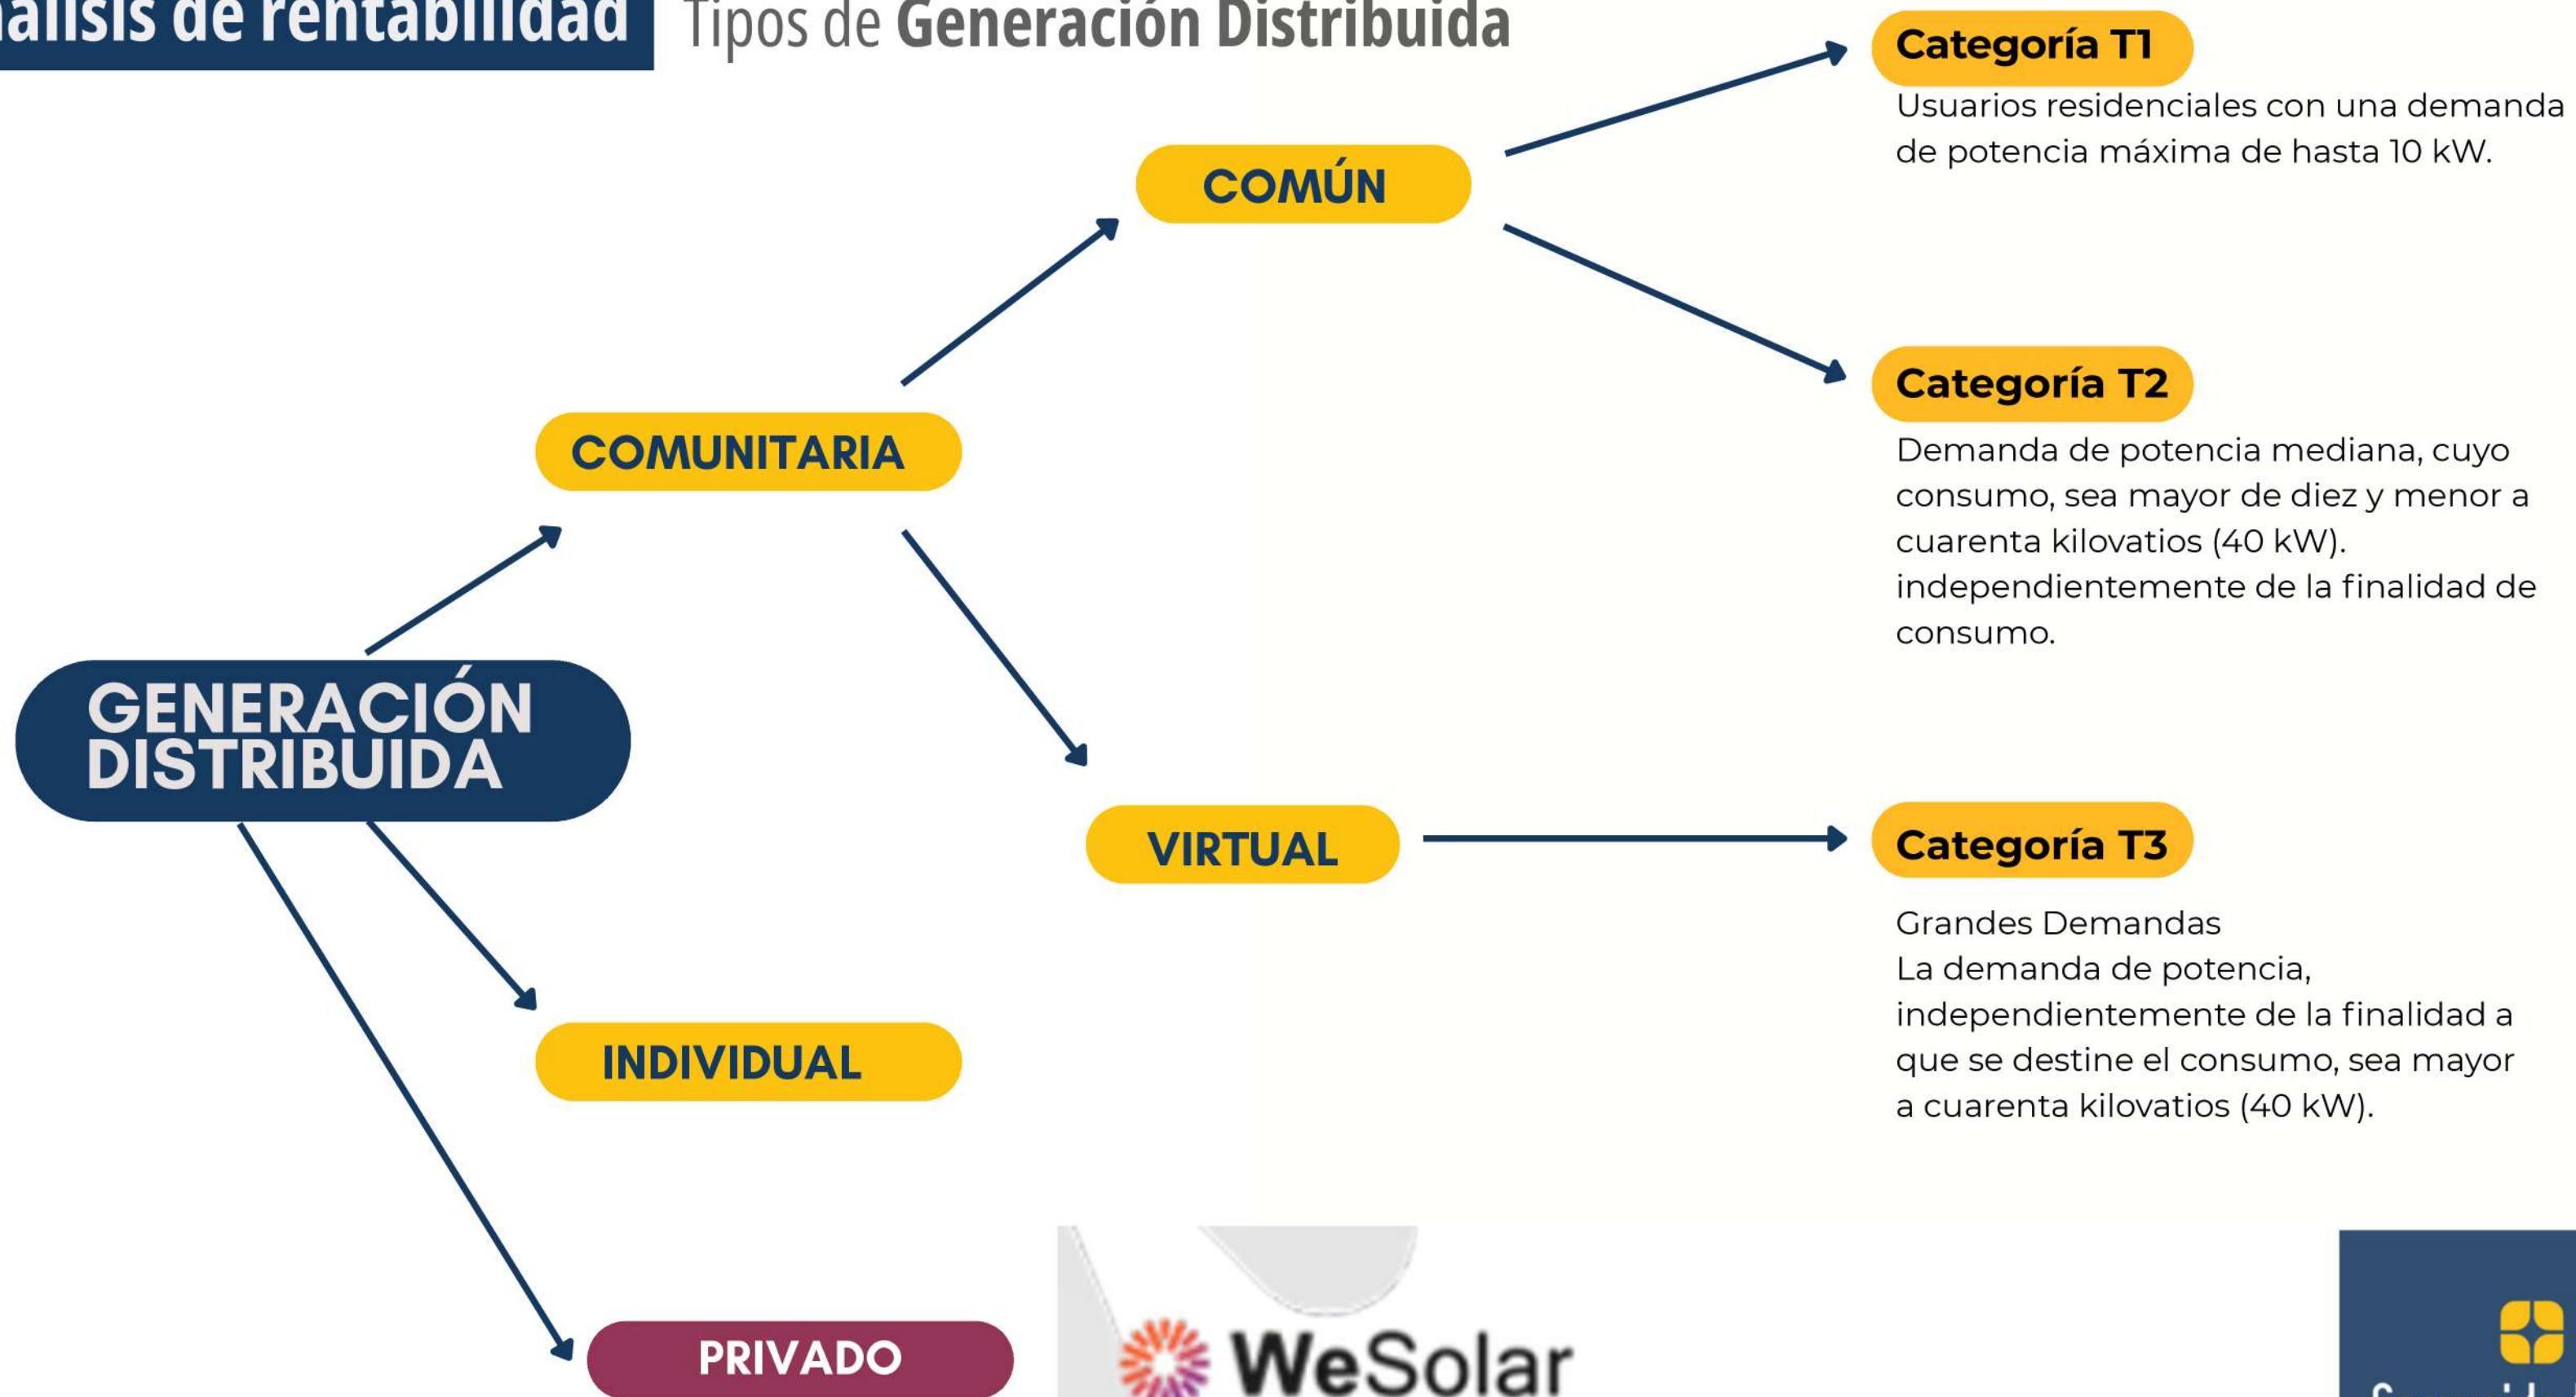 de rentabilidad
Tipos de Generación Distribuida
Categoría T1
Usuarios residenciales con una demanda
de potencia máxima de hasta 10 kW.
COMÚN
Categoría T2
Demanda de potencia mediana, cuyo
consumo, sea mayor de diez y menor a
cuarenta kilovatios (40 kW).
independientemente de la finalidad de
consumo.
COMUNITARIA
GENERACIÓN
DISTRIBUIDA
VIRTUAL
Categoría T3
Grandes Demandas
La demanda de potencia,
independientemente de la finalidad a
que se destine el consumo, sea mayor
a cuarenta kilovatios (40 kW).
INDIVIDUAL
PRIVADO
WeSolar